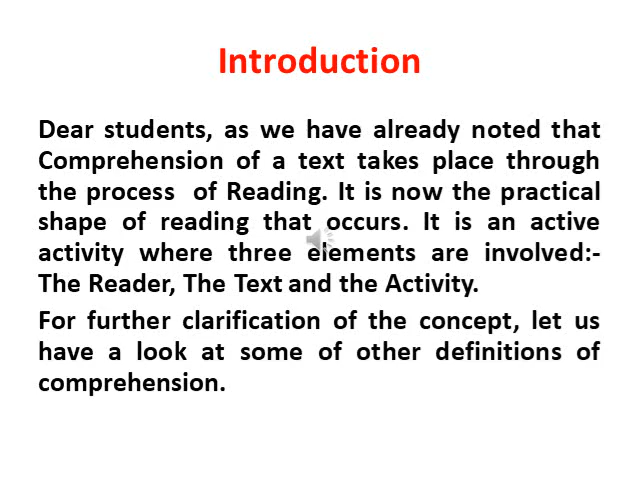 Introduction
Dear students, as we have already noted that
Comprehension of a text takes place through
the process  of Reading. It is now the practical
shape of reading that occurs. It is an active
activity where three elements are involved:-
The Reader, The Text and the Activity.
For further clarification of the concept, let us
have a look at some of other definitions of
comprehension.